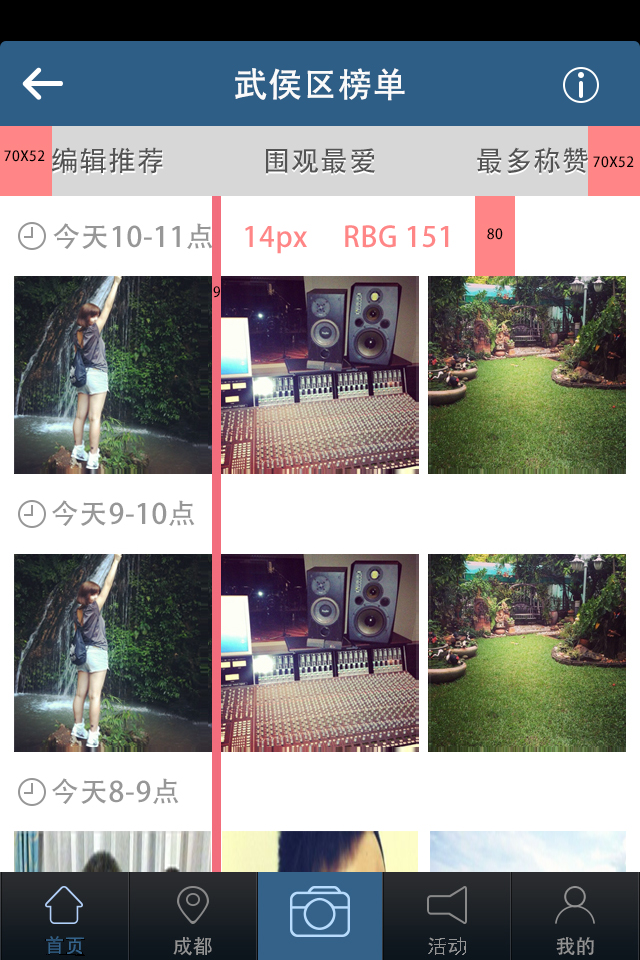 武侯区榜单
70X52 编辑推荐 围观最爱 最多称赞 70X52
今天10-11点 14px RBG 151 80
9
今天9-10点
今天8-9点
首页 成都 活动 我的